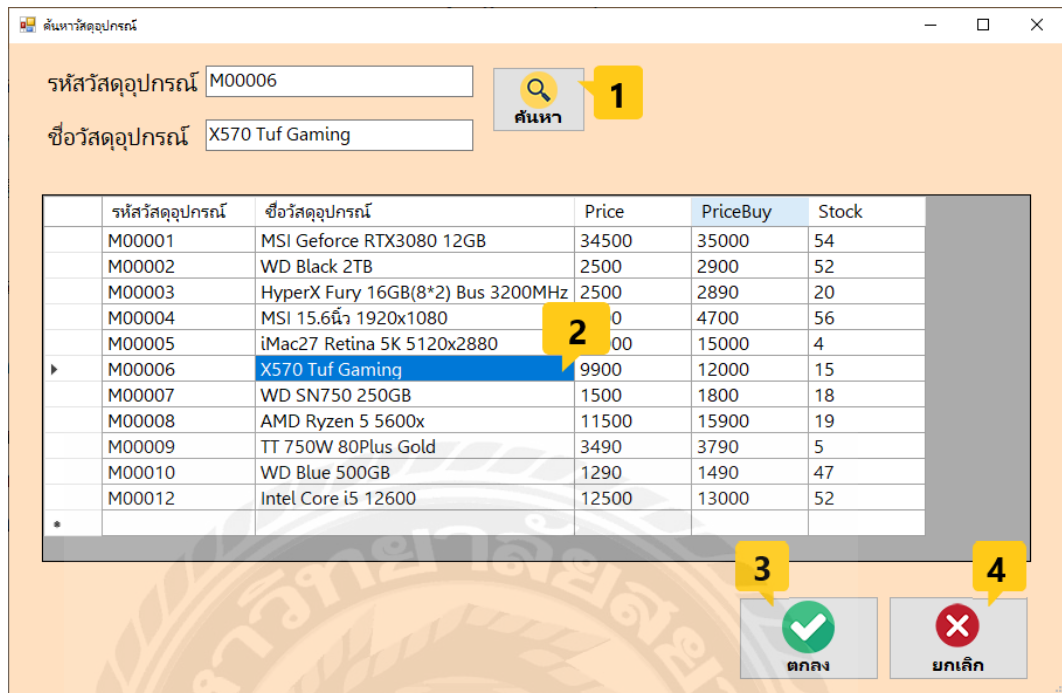 ค้นหาวัสดุอุปกรณ์
รหัสวัสดุอุปกรณ์ M00006
ค้นหา 1
ชื่อวัสดุอุปกรณ์ X570 Tuf Gaming
รหัสวัสดุอุปกรณ์ ชื่อวัสดุอุปกรณ์ Price PriceBuy Stock
M00001 MSI Geforce RTX3080 12GB 34500 35000 54
M00002 WD Black 2TB 2500 2900 52
M00003 HyperX Fury 16GB(8*2) Bus 3200MHz 2500 2890 20
M00004 MSI 15.6นิ้ว 1920x1080 4700 56
2
M00005 iMac27 Retina 5K 5120x2880 15000 4
M00006 X570 Tuf Gaming 9900 12000 15
M00007 WD SN750 250GB 1500 1800 18
M00008 AMD Ryzen 5 5600x 11500 15900 19
M00009 TT 750W 80Plus Gold 3490 3790 5
M00010 WD Blue 500GB 1290 1490 47
M00012 Intel Core i5 12600 12500 13000 52
3 4
ตกลง ยกเลิก